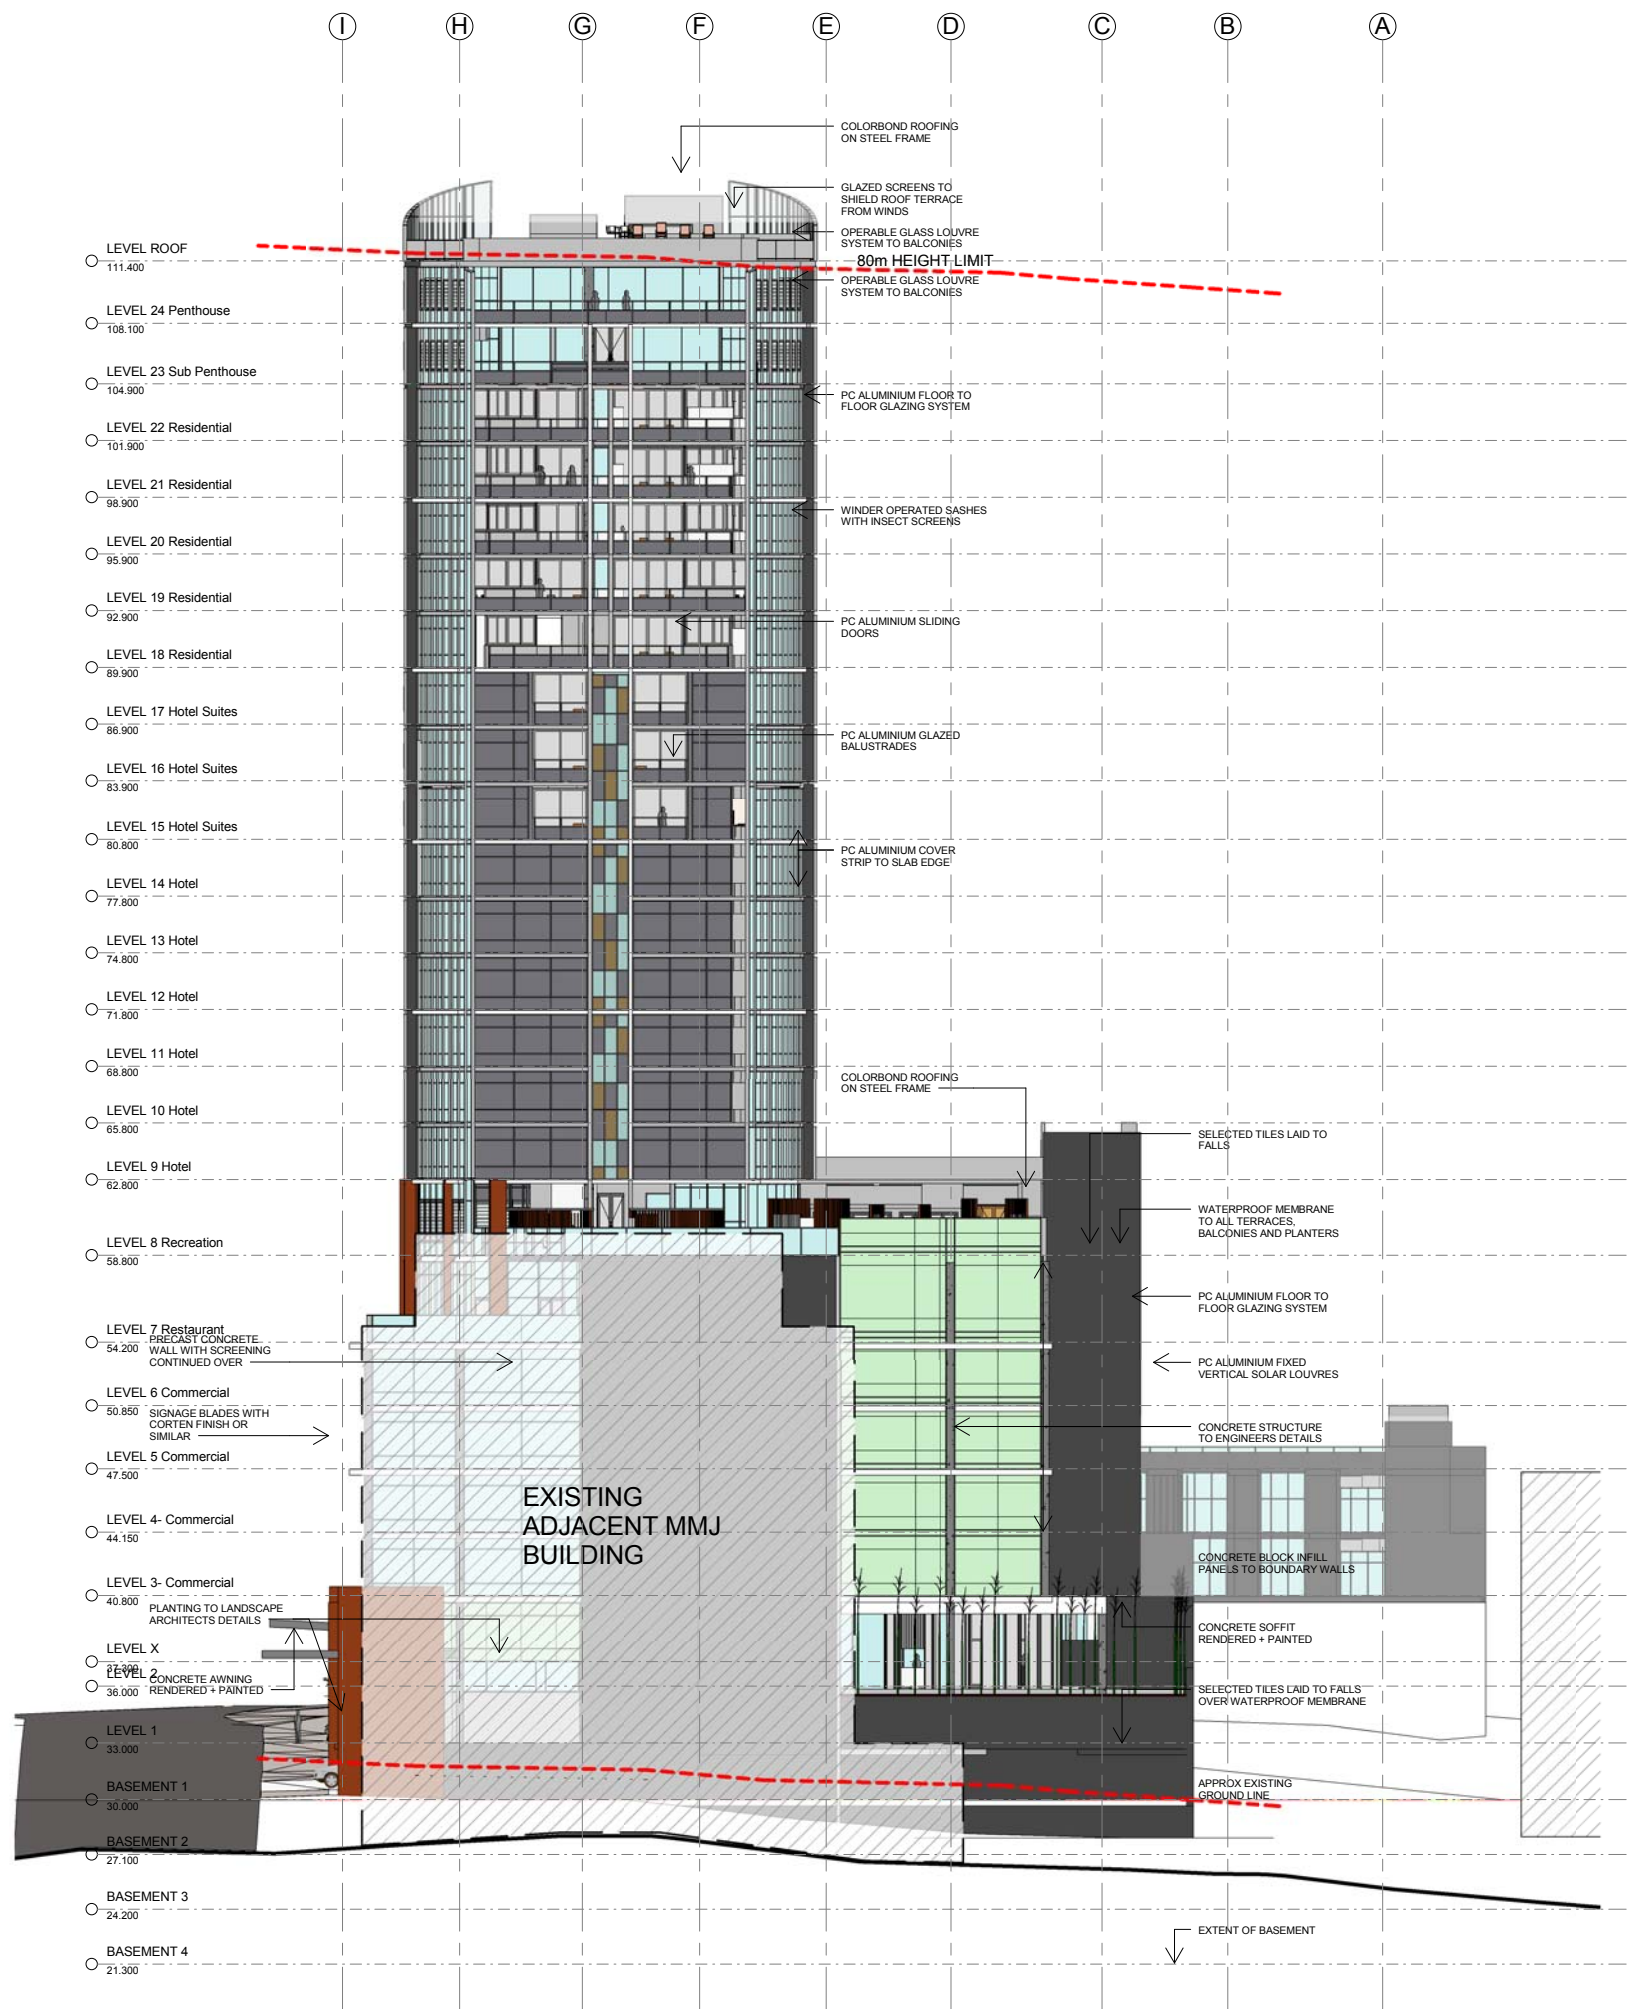 I H G F E D C B A
COLORBOND ROOFING
ON STEEL FRAME
GLAZED SCREENS TO
SHIELD ROOF TERRACE
FROM WINDS
OPERABLE GLASS LOUVRE
SYSTEM TO BALCONIES
LEVEL ROOF
111.400
80m HEIGHT LIMIT
OPERABLE GLASS LOUVRE
SYSTEM TO BALCONIES
LEVEL 24 Penthouse
108.100
LEVEL 23 Sub Penthouse
104.900
PC ALUMINIUM FLOOR TO
FLOOR GLAZING SYSTEM
LEVEL 22 Residential
101.900
LEVEL 21 Residential
98.900
WINDER OPERATED SASHES
WITH INSECT SCREENS
LEVEL 20 Residential
95.900
LEVEL 19 Residential
92.900
PC ALUMINIUM SLIDING
DOORS
LEVEL 18 Residential
89.900
LEVEL 17 Hotel Suites
86.900
PC ALUMINIUM GLAZED
BALUSTRADES
LEVEL 16 Hotel Suites
83.900
LEVEL 15 Hotel Suites
80.800
PC ALUMINIUM COVER
STRIP TO SLAB EDGE
LEVEL 14 Hotel
77.800
LEVEL 13 Hotel
74.800
LEVEL 12 Hotel
71.800
LEVEL 11 Hotel
68.800
COLORBOND ROOFING
ON STEEL FRAME
LEVEL 10 Hotel
65.800
SELECTED TILES LAID TO
FALLS
LEVEL 9 Hotel
62.800
WATERPROOF MEMBRANE
TO ALL TERRACES,
BALCONIES AND PLANTERS
LEVEL 8 Recreation
58.800
PC ALUMINIUM FLOOR TO
FLOOR GLAZING SYSTEM
LEVEL 7 Restaurant
54.200
PRECAST CONCRETE
WALL WITH SCREENING
CONTINUED OVER
PC ALUMINIUM FIXED
VERTICAL SOLAR LOUVRES
LEVEL 6 Commercial
50.850
SIGNAGE BLADES WITH
CORTEN FINISH OR
SIMILAR
CONCRETE STRUCTURE
TO ENGINEERS DETAILS
LEVEL 5 Commercial
47.500
EXISTING
ADJACENT MMJ
BUILDING
LEVEL 4- Commercial
44.150
CONCRETE BLOCK INFILL
PANELS TO BOUNDARY WALLS
LEVEL 3- Commercial
40.800
PLANTING TO LANDSCAPE
ARCHITECTS DETAILS
CONCRETE SOFFIT
RENDERED + PAINTED
LEVEL X
37.300
LEVEL 2
36.000
CONCRETE AWNING
RENDERED + PAINTED
SELECTED TILES LAID TO FALLS
OVER WATERPROOF MEMBRANE
LEVEL 1
33.000
BASEMENT 1
30.000
APPROX EXISTING
GROUND LINE
BASEMENT 2
27.100
BASEMENT 3
24.200
EXTENT OF BASEMENT
BASEMENT 4
21.300